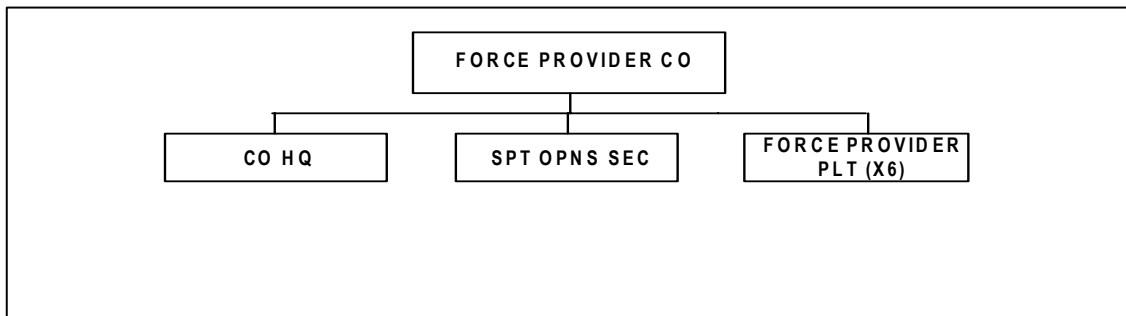 FORCE PROVIDER CO
CO HQ
SPT OPNS SEC
FORCE PROVIDER
PLT (X6)